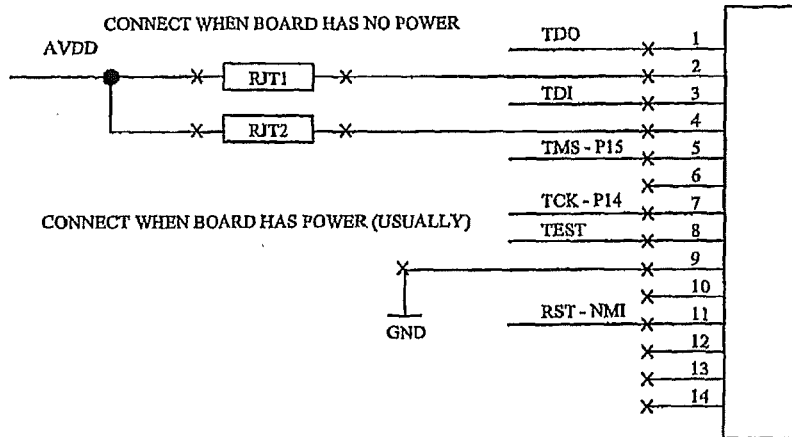 CONNECT WHEN BOARD HAS NO POWER
AVDD
RJT1
RJT2
TDO 1
2
TDI 3
4
TMS - P15 5
6
CONNECT WHEN BOARD HAS POWER (USUALLY)
TCK - P14 7
TEST 8
9
10
RST - NMI 11
GND
12
13
14